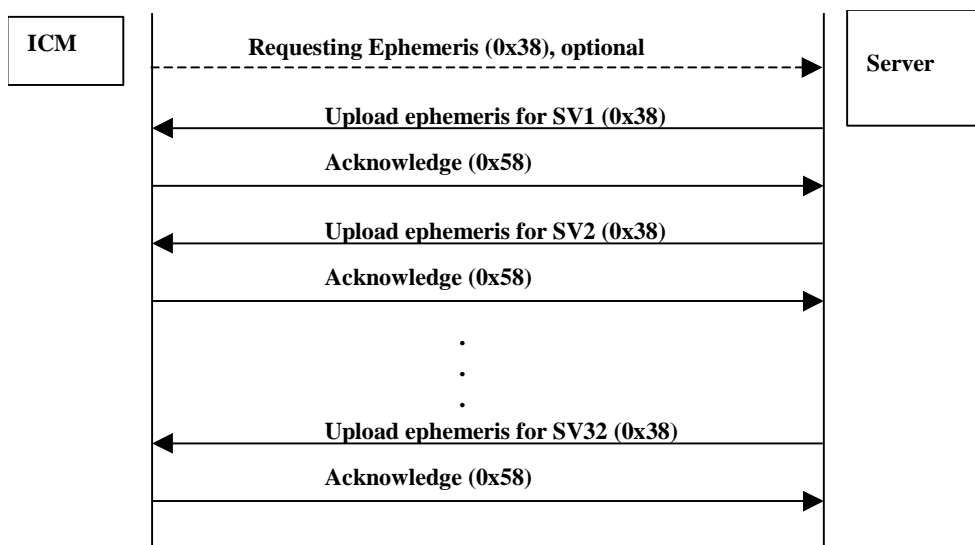 ICM
Requesting Ephemeris (0x38), optional
Server
Upload ephemeris for SV1 (0x38)
Acknowledge (0x58)
Upload ephemeris for SV2 (0x38)
Acknowledge (0x58)
.
.
.
Upload ephemeris for SV32 (0x38)
Acknowledge (0x58)